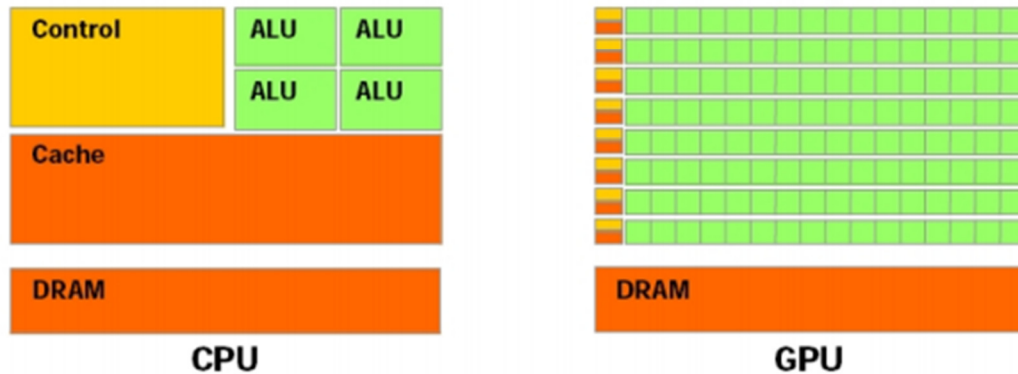 Control
ALU ALU
ALU ALU
Cache
DRAM
CPU
DRAM
GPU